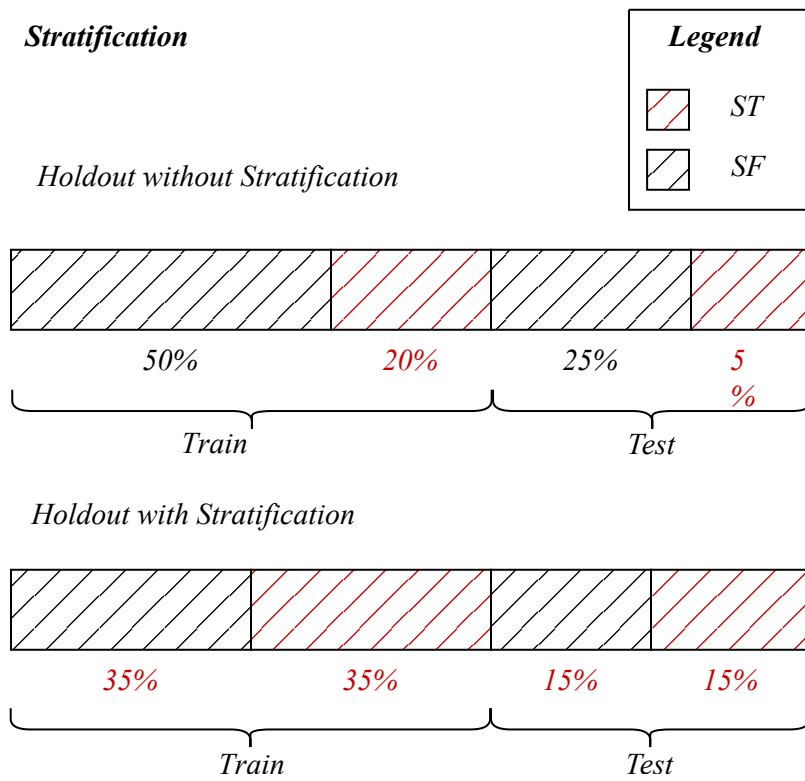 Stratification
Legend
ST
SF
Holdout without Stratification
50%
20%
25%
5
%
Train
Test
Holdout with Stratification
35%
35%
15%
15%
Train
Test